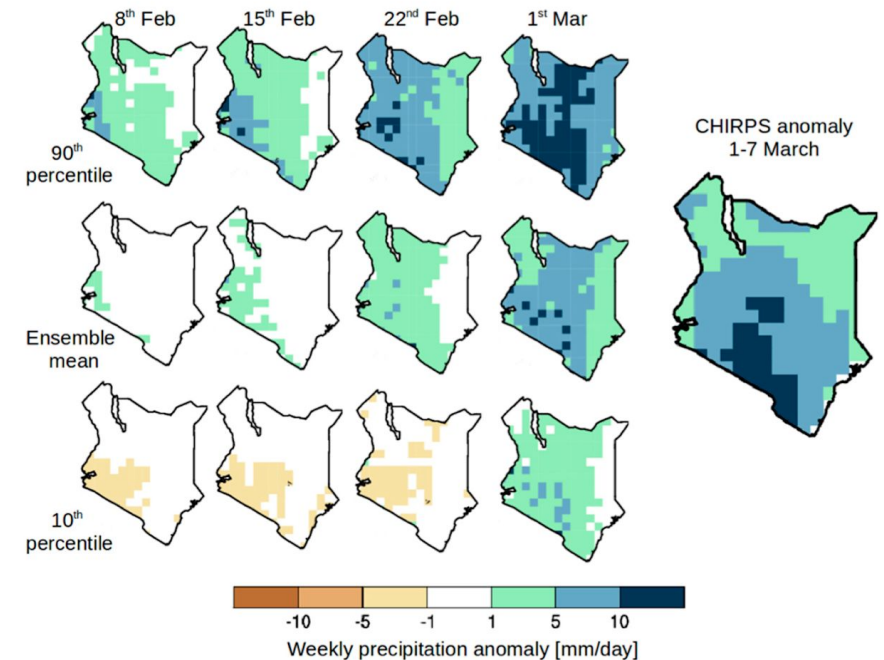 8th Feb
15th Feb
22nd Feb
1st Mar
90th
percentile
CHIRPS anomaly
1-7 March
Ensemble
mean
10th
percentile
-10
-5
-1
1
5
10
Weekly precipitation anomaly [mm/day]